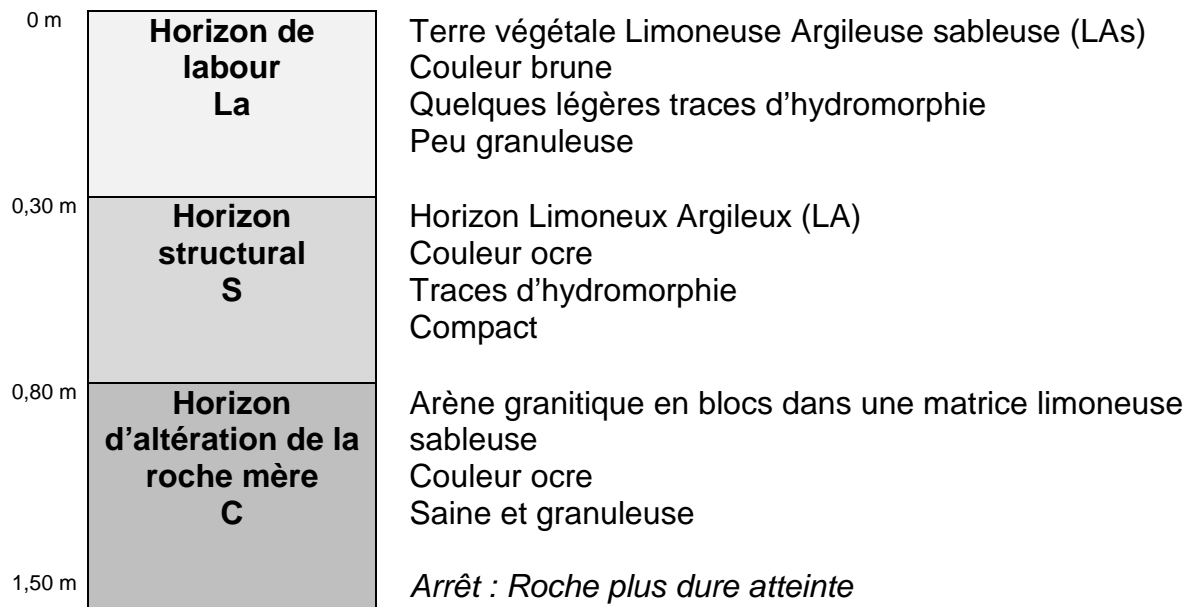 0 m
Horizon de
labour
La
Terre végétale Limoneuse Argileuse sableuse (LAs)
Couleur brune
Quelques légères traces d’hydromorphie
Peu granuleuse
0,30 m
Horizon
structural
S
Horizon Limoneux Argileux (LA)
Couleur ocre
Traces d’hydromorphie
Compact
0,80 m
Horizon
d’altération de la
roche mère
C
Arène granitique en blocs dans une matrice limoneuse
sableuse
Couleur ocre
Saine et granuleuse
1,50 m
Arrêt : Roche plus dure atteinte